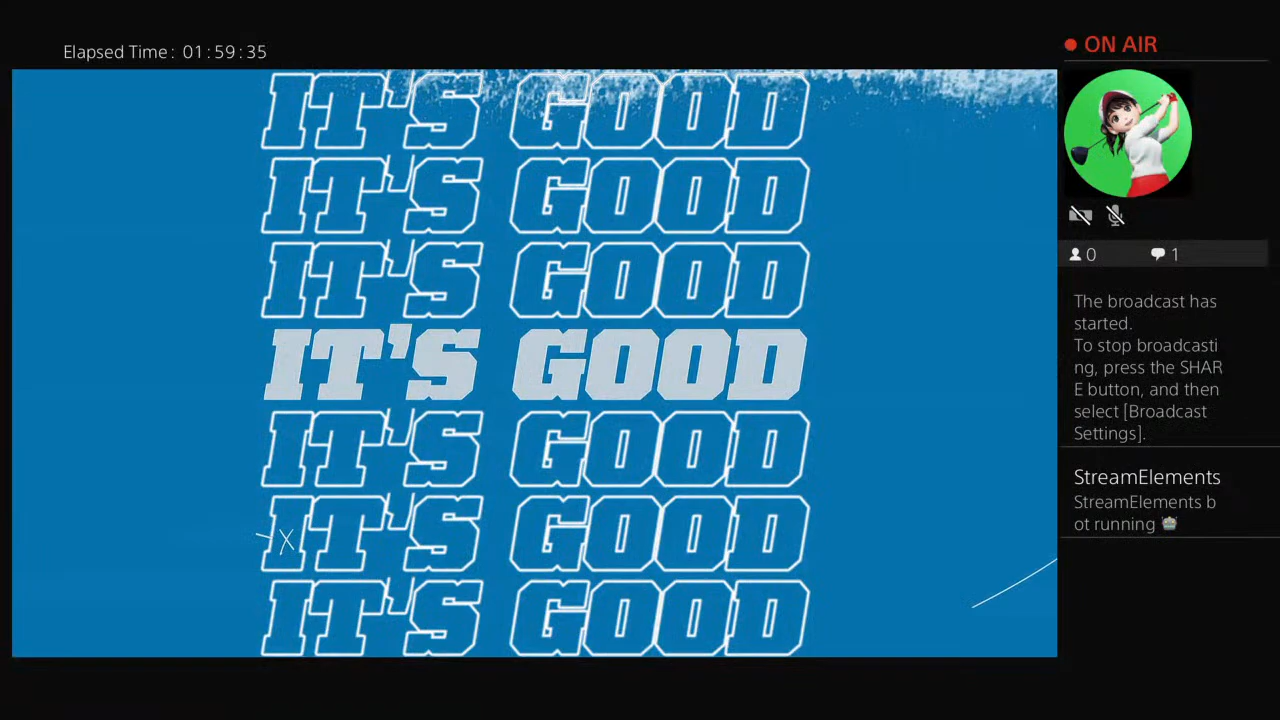 Elapsed Time: 01:59:35
ON AIR
IT'S GOOD
IT'S GOOD
IT'S GOOD
IT'S GOOD
IT'S GOOD
IT'S GOOD
IT'S GOOD
0 1
The broadcast has
started.
To stop broadcasti
ng, press the SHAR
E button, and then
select [Broadcast
Settings].
StreamElements
StreamElements b
ot running